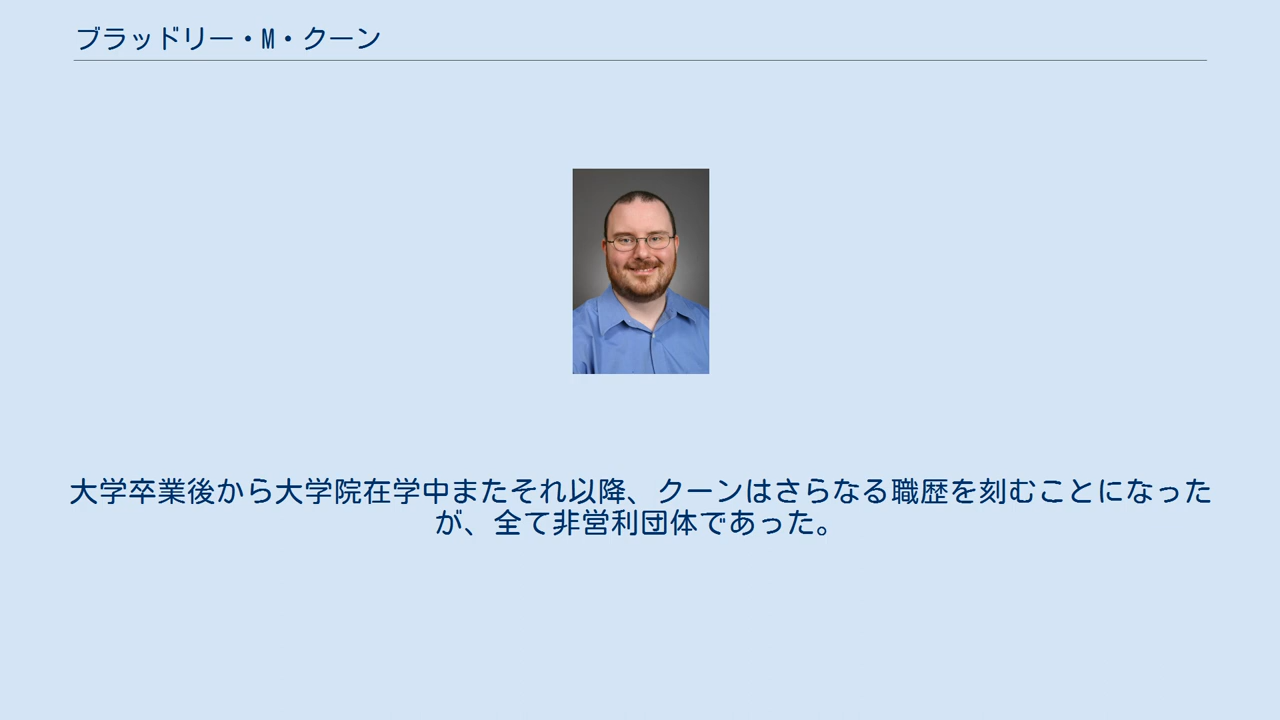 ブラッドリー・M・クーン
大学卒業後から大学院在学中またそれ以降、クーンはさらなる職歴を刻むことになった
が、全て非営利団体であった。